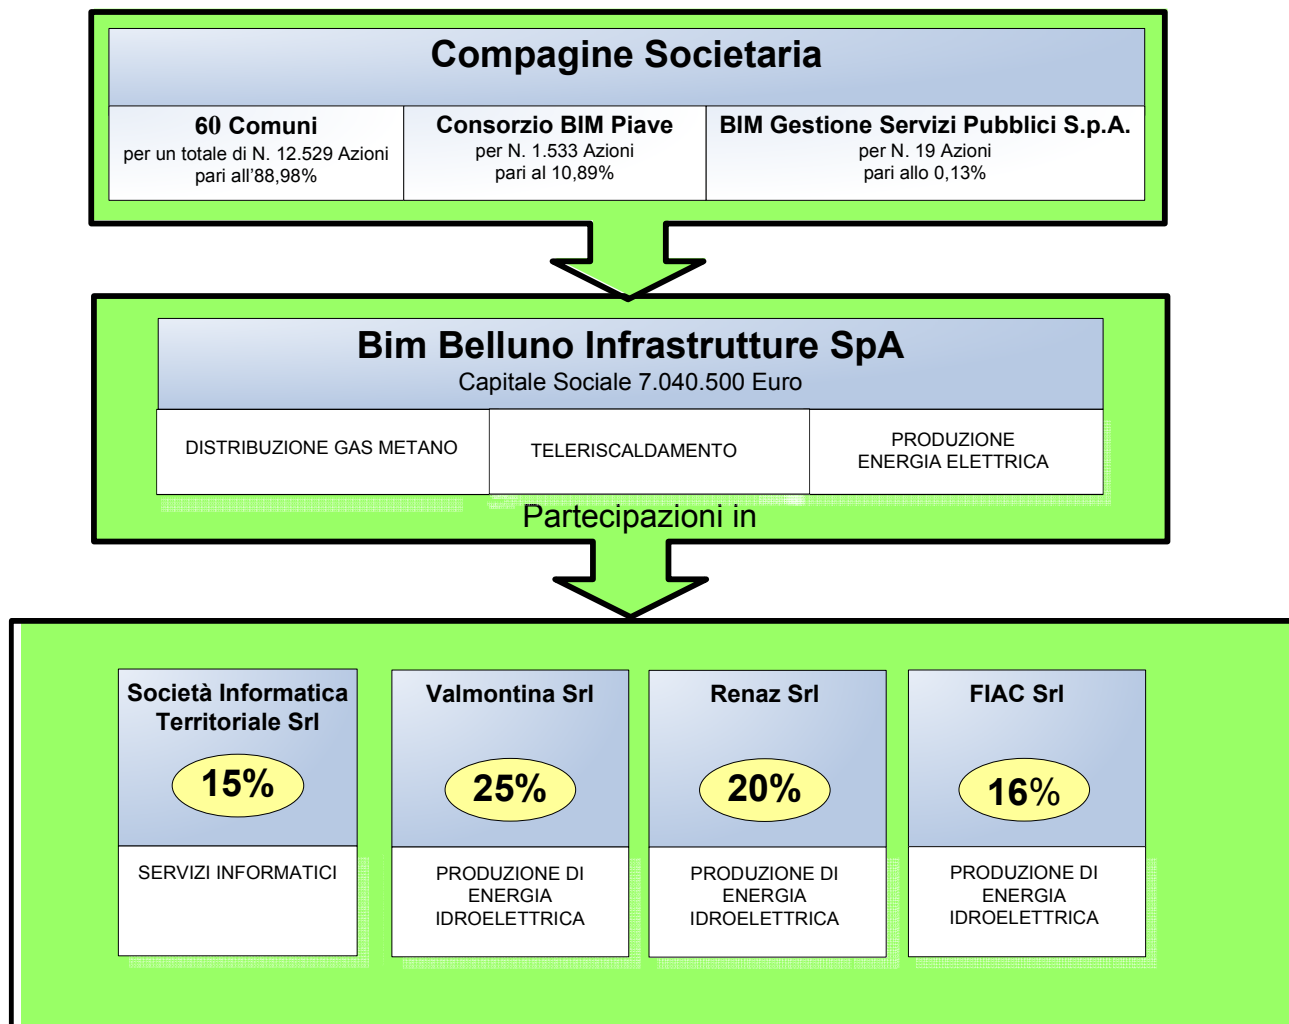 Compagine Societaria
60 Comuni
per un totale di N. 12.529 Azioni
pari all'88,98%
Consorzio BIM Piave
per N. 1.533 Azioni
pari al 10,89%
BIM Gestione Servizi Pubblici S.p.A.
per N. 19 Azioni
pari allo 0,13%
Bim Belluno Infrastrutture SpA
Capitale Sociale 7.040.500 Euro
DISTRIBUZIONE GAS METANO
TELERISCALDAMENTO
PRODUZIONE
ENERGIA ELETTRICA
Partecipazioni in
Società Informatica
Territoriale Srl
15%
SERVIZI INFORMATICI
Valmontina Srl
25%
PRODUZIONE DI
ENERGIA
IDROELETTRICA
Renaz Srl
20%
PRODUZIONE DI
ENERGIA
IDROELETTRICA
FIAC Srl
16%
PRODUZIONE DI
ENERGIA
IDROELETTRICA